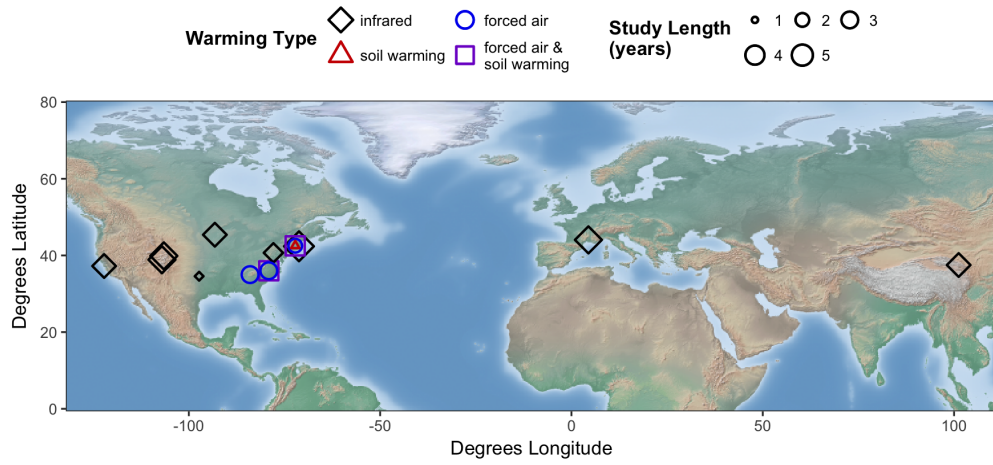 Warming Type
infrared
forced air
soil warming
forced air &
soil warming
Study Length
(years)
1
2
3
4
5
Degrees Latitude
80
60
40
20
0
-100
-50
0
50
100
Degrees Longitude